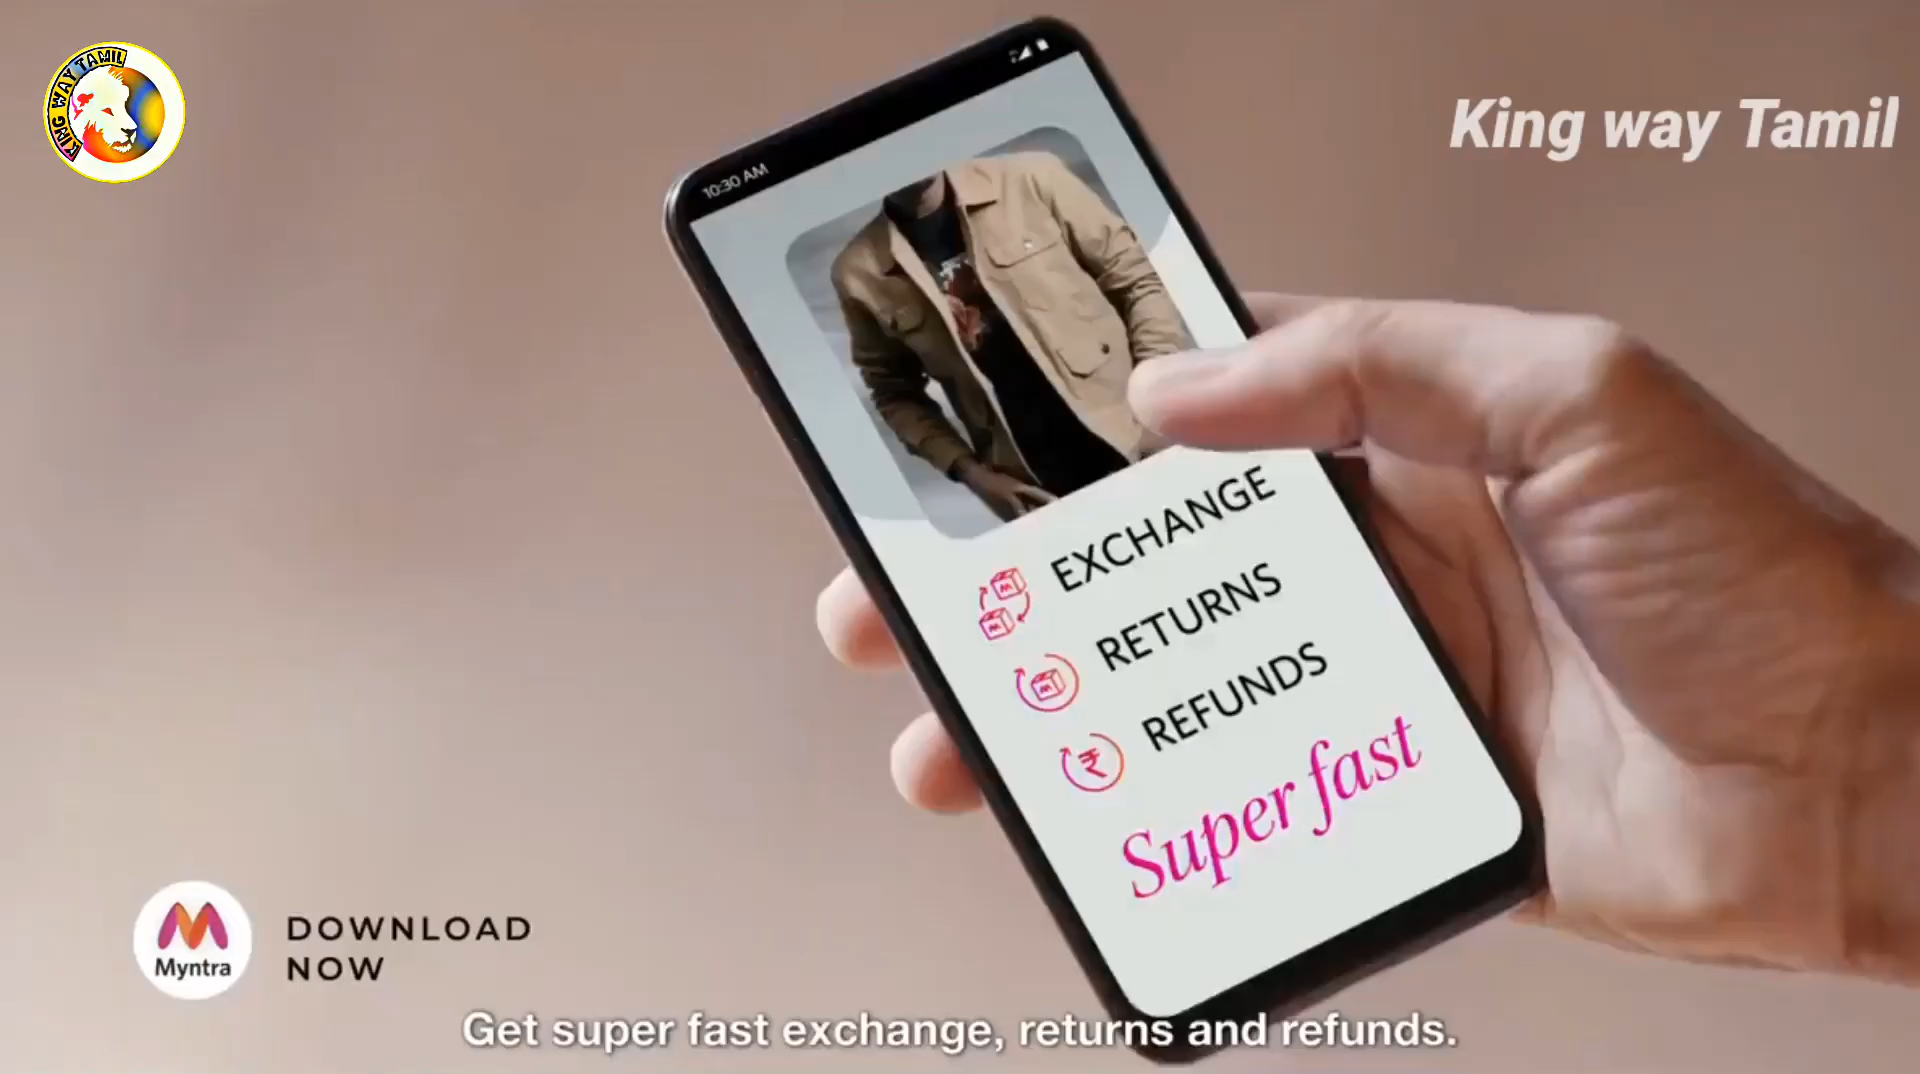 KING WAY TAMIL
King way Tamil
10:30 AM
EXCHANGE
RETURNS
REFUNDS
Super fast
Myntra
DOWNLOAD
NOW
Get super fast exchange, returns and refunds.